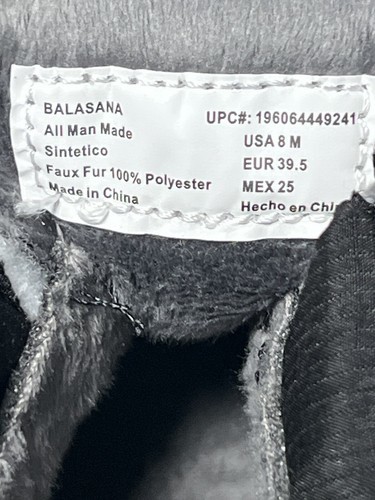 BALASANA
All Man Made
Sintetico
Faux Fur 100% Polyester
Made in China
UPC#: 196064449241
USA 8 M
EUR 39.5
MEX 25
Hecho en